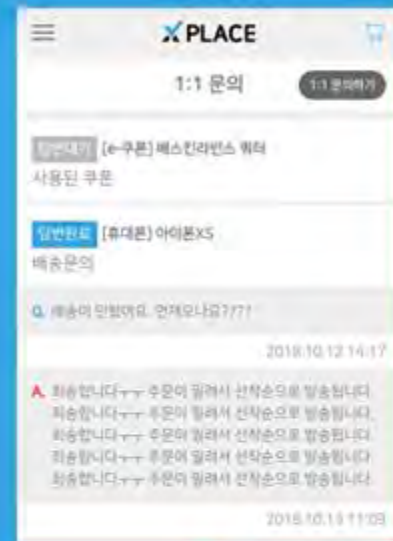 PLACE
1:1 문의
1:1 문의하기
답변대기 [e-쿠폰] 배스킨라빈스 쿼터
사용된 쿠폰
답변완료 [휴대폰] 아이폰XS
배송문의
Q. 배송이 안됐어요. 언제오나요????
2018.10.12 14:17
A. 죄송합니다ㅜㅜ 주문이 밀려서 선착순으로 발송됩니다.
죄송합니다ㅜㅜ 주문이 밀려서 선착순으로 발송됩니다.
죄송합니다ㅜㅜ 주문이 밀려서 선착순으로 발송됩니다.
죄송합니다ㅜㅜ 주문이 밀려서 선착순으로 발송됩니다.
죄송합니다ㅜㅜ 주문이 밀려서 선착순으로 발송됩니다.
2018.10.13 11:09